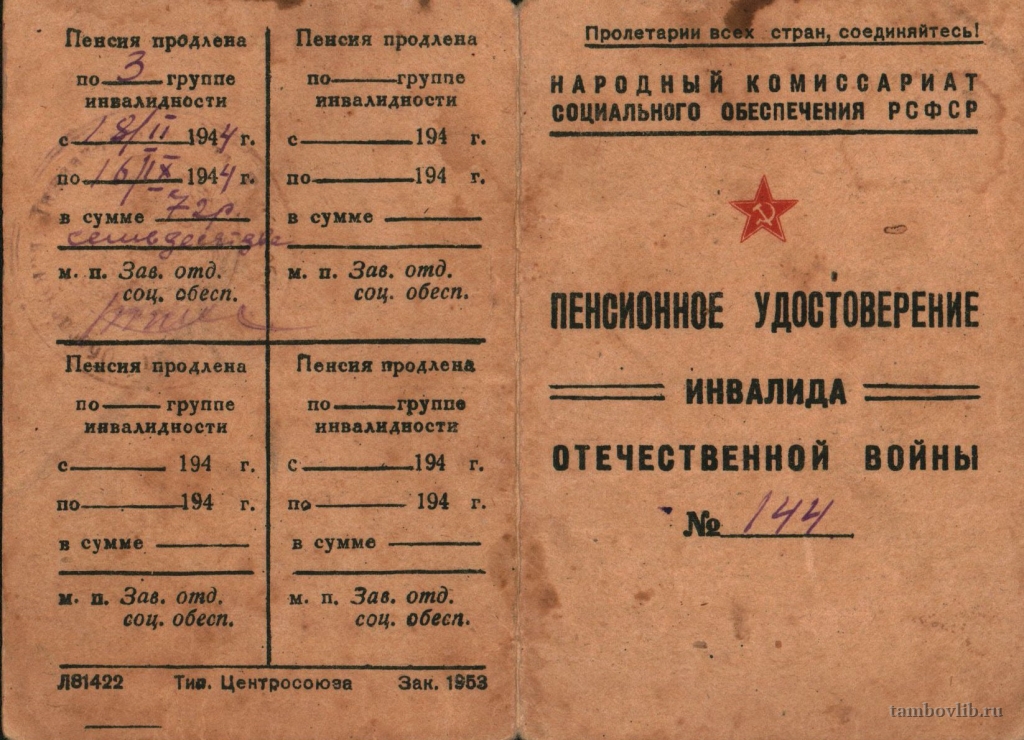 Пенсия продлена
по 3 группе
инвалидности
с 18/II 1944 г.
по 16/IX 1944 г.
в сумме 72р.
семьдесят два
м. п. Зав. отд.
соц. обесп.
Пенсия продлена
по группе
инвалидности
с 194 г.
по 194 г.
в сумме
м. п. Зав. отд.
соц. обесп.
Пенсия продлена
по группе
инвалидности
с 194 г.
по 194 г.
в сумме
м. п. Зав. отд.
соц. обесп.
Пенсия продлена
по группе
инвалидности
с 194 г.
по 194 г.
в сумме
м. п. Зав. отд.
соц. обесп.
Л81422 Тип. Центросоюза Зак. 1953
Пролетарии всех стран, соединяйтесь!
НАРОДНЫЙ КОМИССАРИАТ
СОЦИАЛЬНОГО ОБЕСПЕЧЕНИЯ РСФСР
ПЕНСИОННОЕ УДОСТОВЕРЕНИЕ
ИНВАЛИДА
ОТЕЧЕСТВЕННОЙ ВОЙНЫ
№ 144
tambovlib.ru